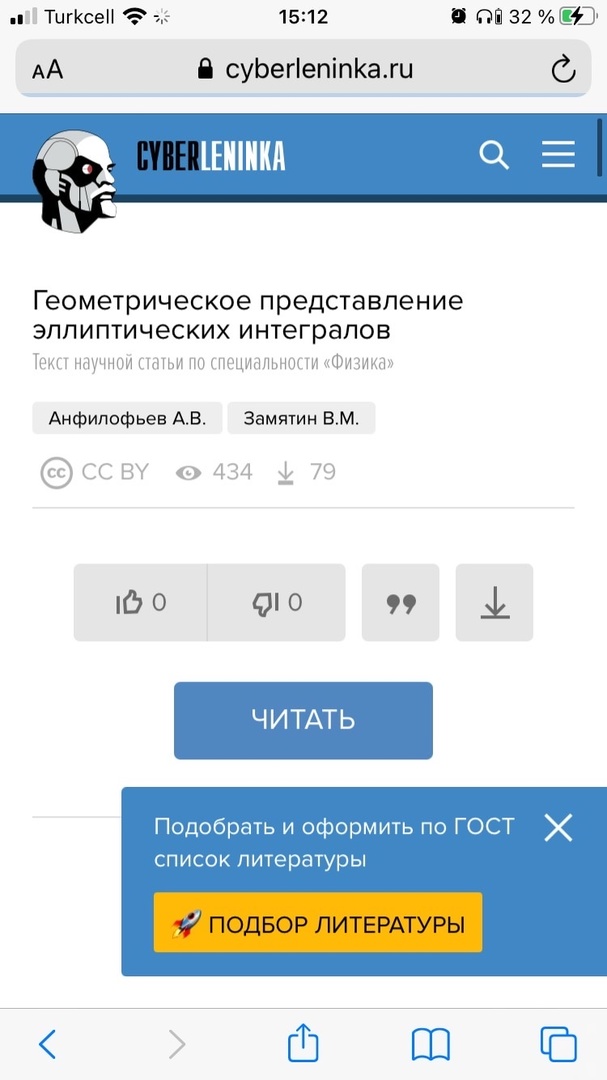 Turkcell 15:12 32 %
AA cyberleninka.ru
CYBERLENINKA
Геометрическое представление
эллиптических интегралов
Текст научной статьи по специальности «Физика»
Анфилофьев А.В. Замятин В.М.
cc CC BY 434 79
0 0
ЧИТАТЬ
Подобрать и оформить по ГОСТ
список литературы
ПОДБОР ЛИТЕРАТУРЫ